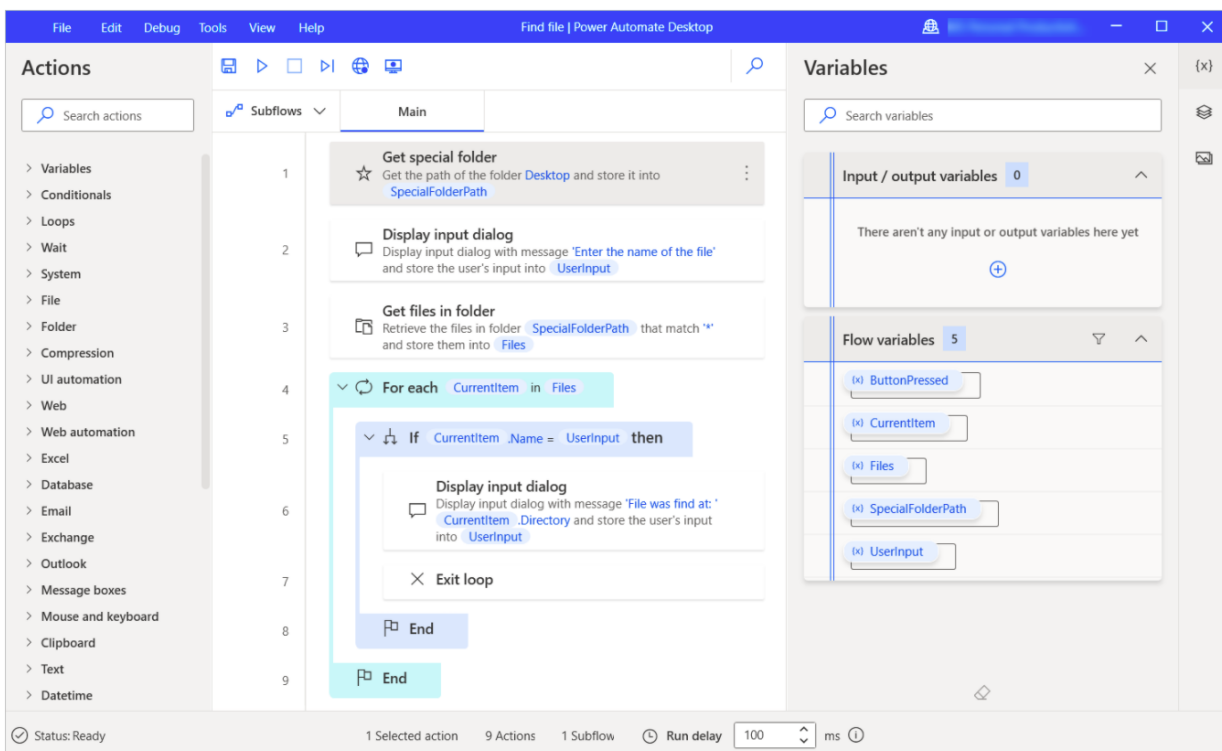 File Edit Debug Tools View Help
Find file | Power Automate Desktop
Actions
Search actions
Variables
Conditionals
Loops
Wait
System
File
Folder
Compression
UI automation
Web
Web automation
Excel
Database
Email
Exchange
Outlook
Message boxes
Mouse and keyboard
Clipboard
Text
Datetime
Subflows
Main
1
Get special folder
Get the path of the folder Desktop and store it into
SpecialFolderPath
2
Display input dialog
Display input dialog with message 'Enter the name of the file'
and store the user's input into UserInput
3
Get files in folder
Retrieve the files in folder SpecialFolderPath that match '*'
and store them into Files
4
For each CurrentItem in Files
5
If CurrentItem .Name = UserInput then
6
Display input dialog
Display input dialog with message 'File was find at: '
CurrentItem .Directory and store the user's input
into UserInput
7
Exit loop
8
End
9
End
Variables
{x}
Search variables
Input / output variables 0
There aren't any input or output variables here yet
Flow variables 5
(x) ButtonPressed
(x) CurrentItem
(x) Files
(x) SpecialFolderPath
(x) UserInput
Status: Ready
1 Selected action
9 Actions
1 Subflow
Run delay 100 ms